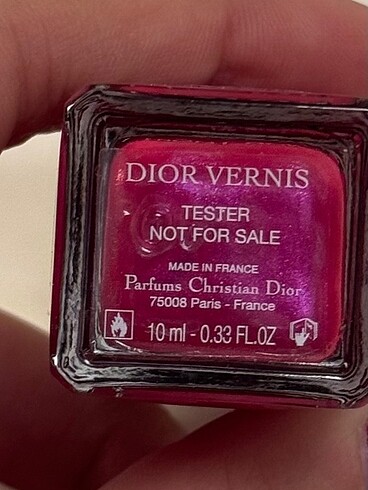 DIOR VERNIS
TESTER
NOT FOR SALE
MADE IN FRANCE
Parfums Christian Dior
75008 Paris - France
10 ml - 0.33 FL.OZ